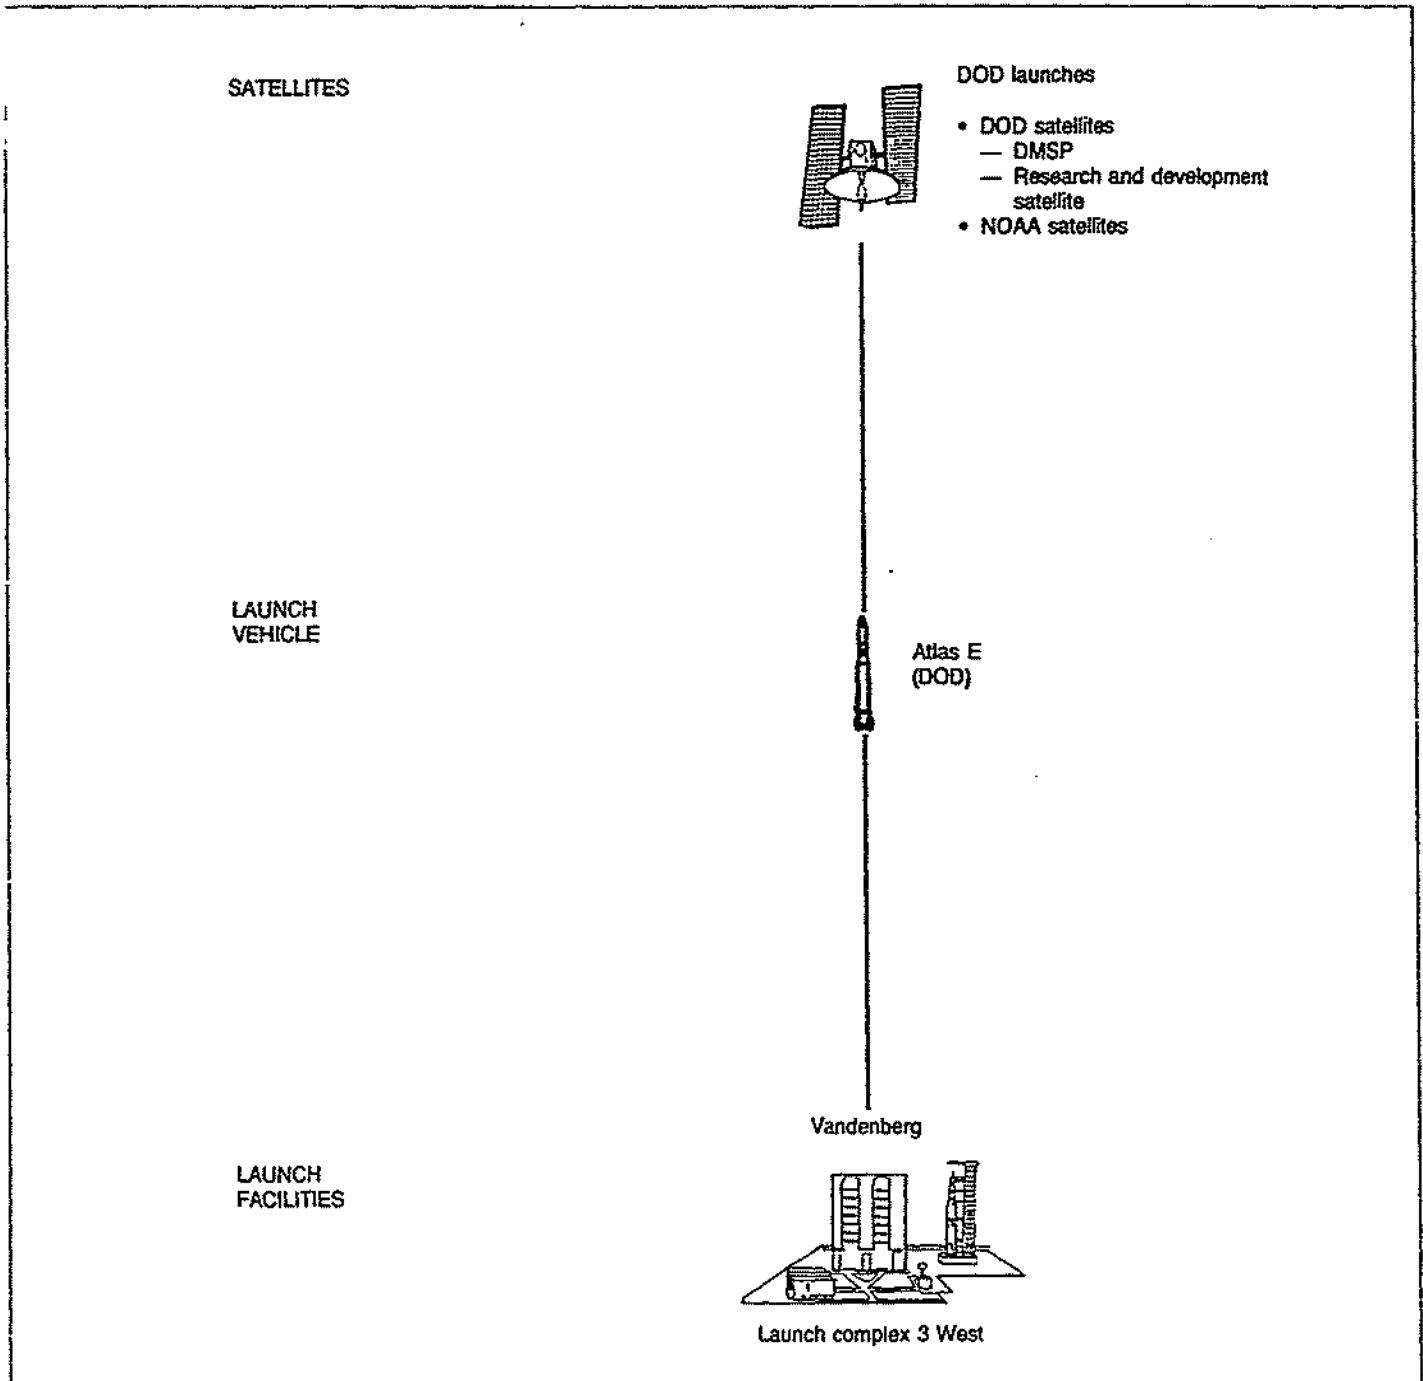 SATELLITES
DOD launches
• DOD satellites
— DMSP
— Research and development
satellite
• NOAA satellites
LAUNCH
VEHICLE
Atlas E
(DOD)
Vandenberg
LAUNCH
FACILITIES
Launch complex 3 West